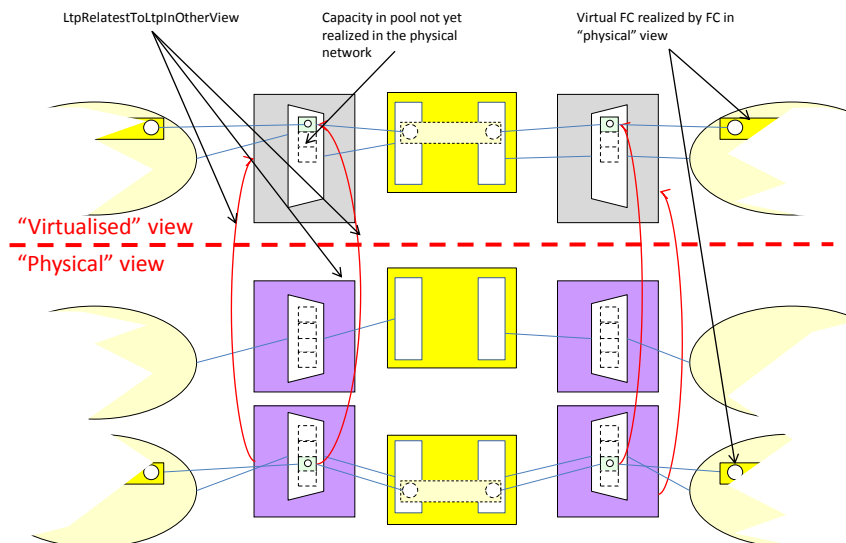 LtpRelatestToLtpInOtherView
Capacity in pool not yet
realized in the physical
network
Virtual FC realized by FC in
“physical” view
“Virtualised” view
“Physical” view